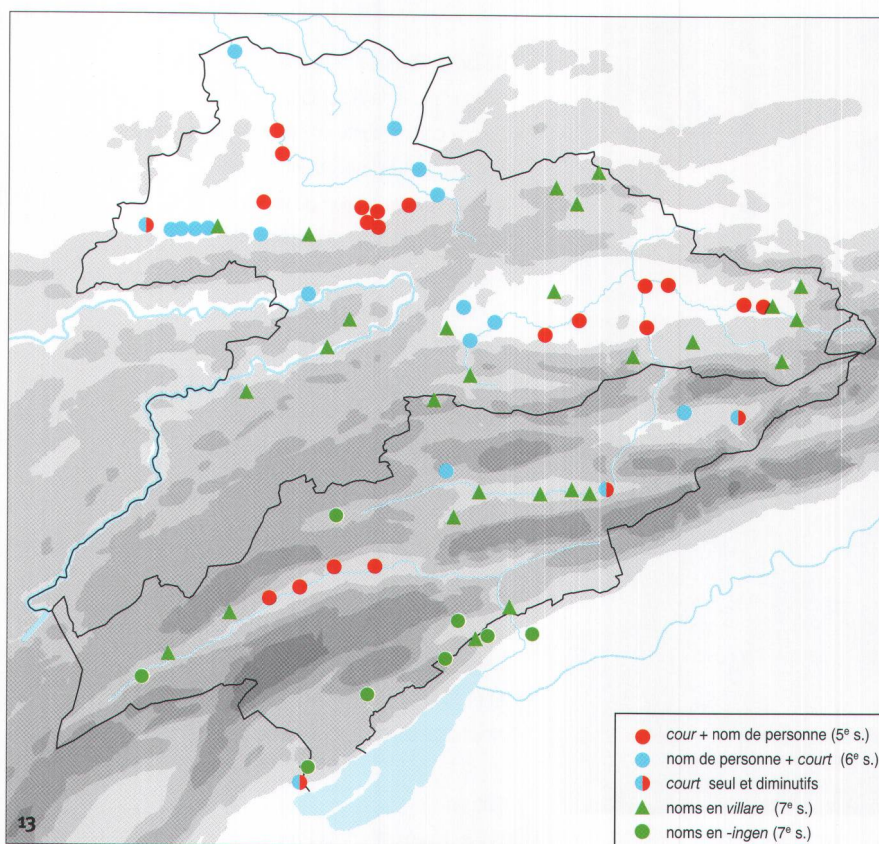 cour + nom de personne (5e s.)
nom de personne + court (6e s.)
court seul et diminutifs
noms en villare (7e s.)
noms en -ingen (7e s.)
13